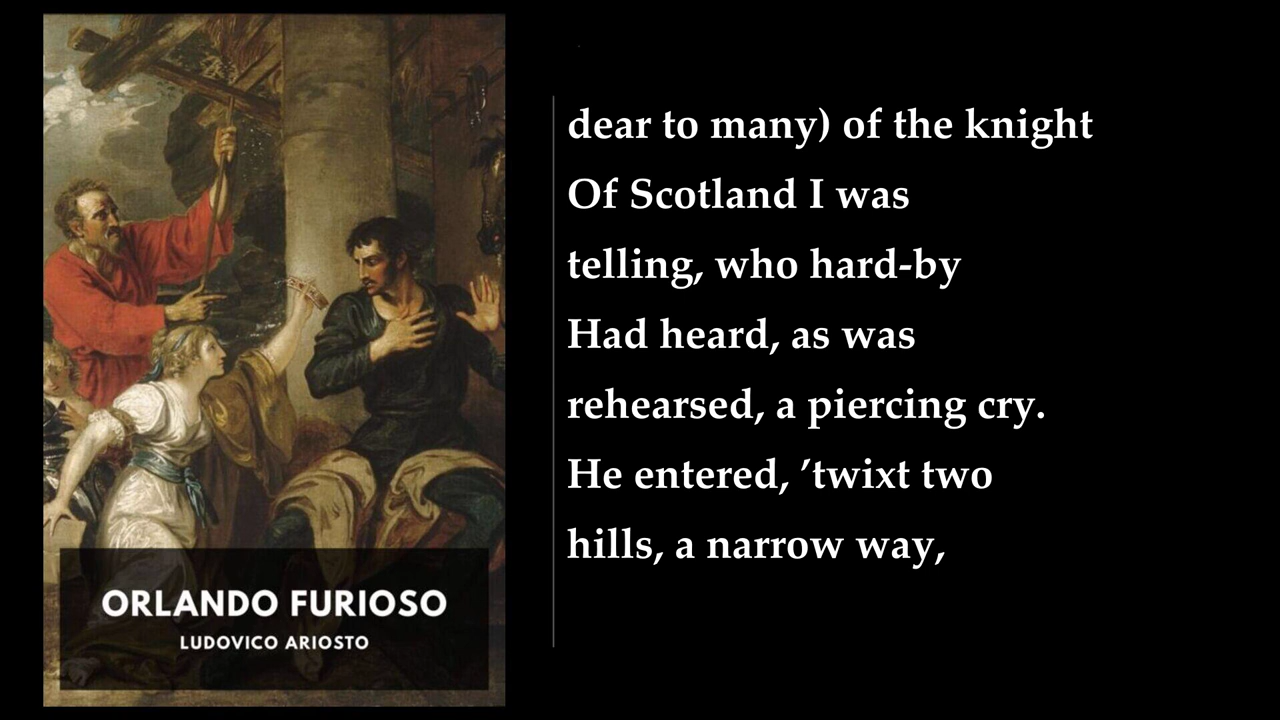 ORLANDO FURIOSO
LUDOVICO ARIOSTO
dear to many) of the knight
Of Scotland I was
telling, who hard-by
Had heard, as was
rehearsed, a piercing cry.
He entered, ’twixt two
hills, a narrow way,